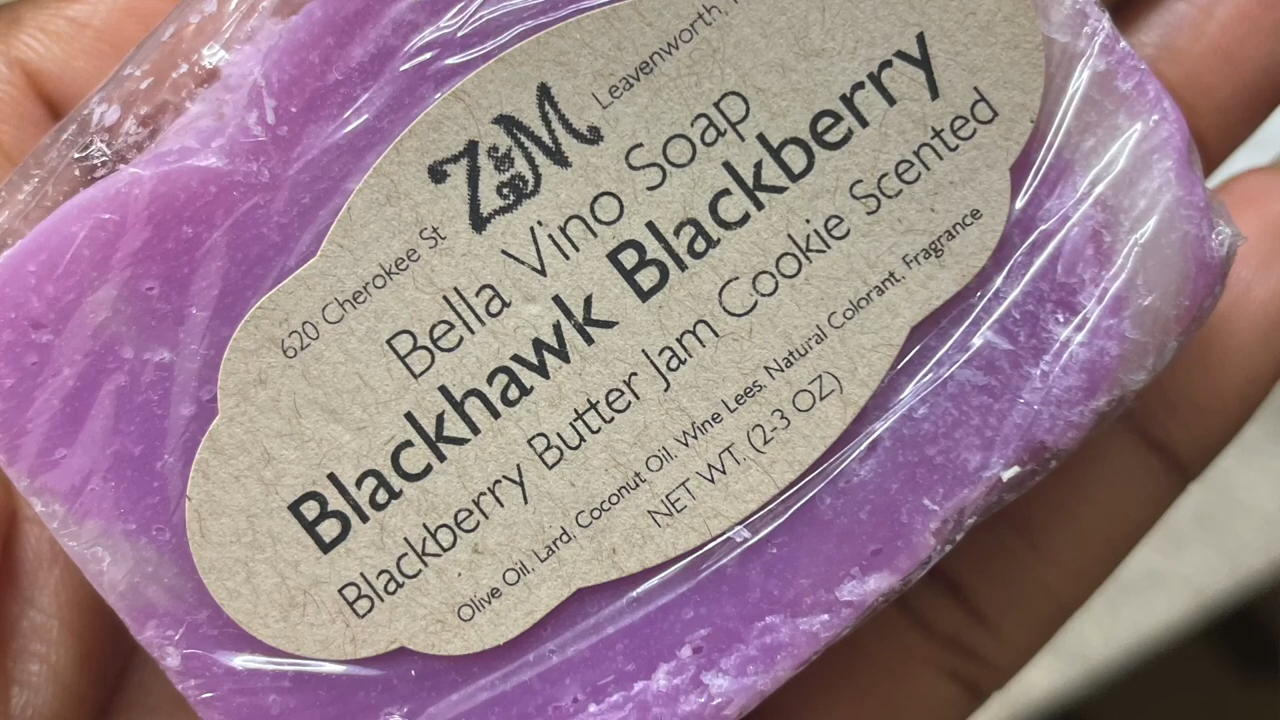 620 Cherokee St
Z&M
Leavenworth,
Bella Vino Soap
Blackhawk Blackberry
Blackberry Butter Jam Cookie Scented
Olive Oil, Lard, Coconut Oil, Wine Lees, Natural Colorant, Fragrance
NET WT. (2-3 OZ)